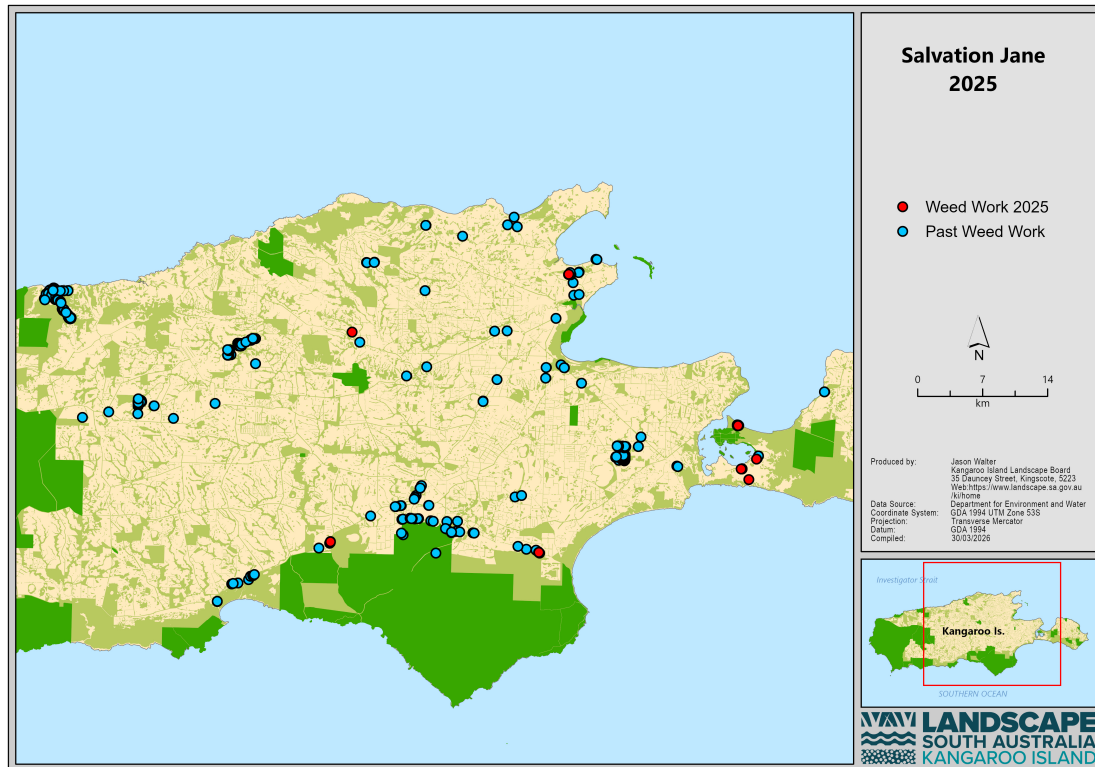 Salvation Jane
2025
Weed Work 2025
Past Weed Work
N
0 7 14
km
Produced by: Jason Walter
Kangaroo Island Landscape Board
35 Dauncey Street, Kingscote, 5223
Web:https://www.landscape.sa.gov.au
/ki/home
Data Source: Department for Environment and Water
Coordinate System: GDA 1994 UTM Zone 53S
Projection: Transverse Mercator
Datum: GDA 1994
Compiled: 30/03/2026
Investigator Strait
Kangaroo Is.
SOUTHERN OCEAN
LANDSCAPE
SOUTH AUSTRALIA
KANGAROO ISLAND